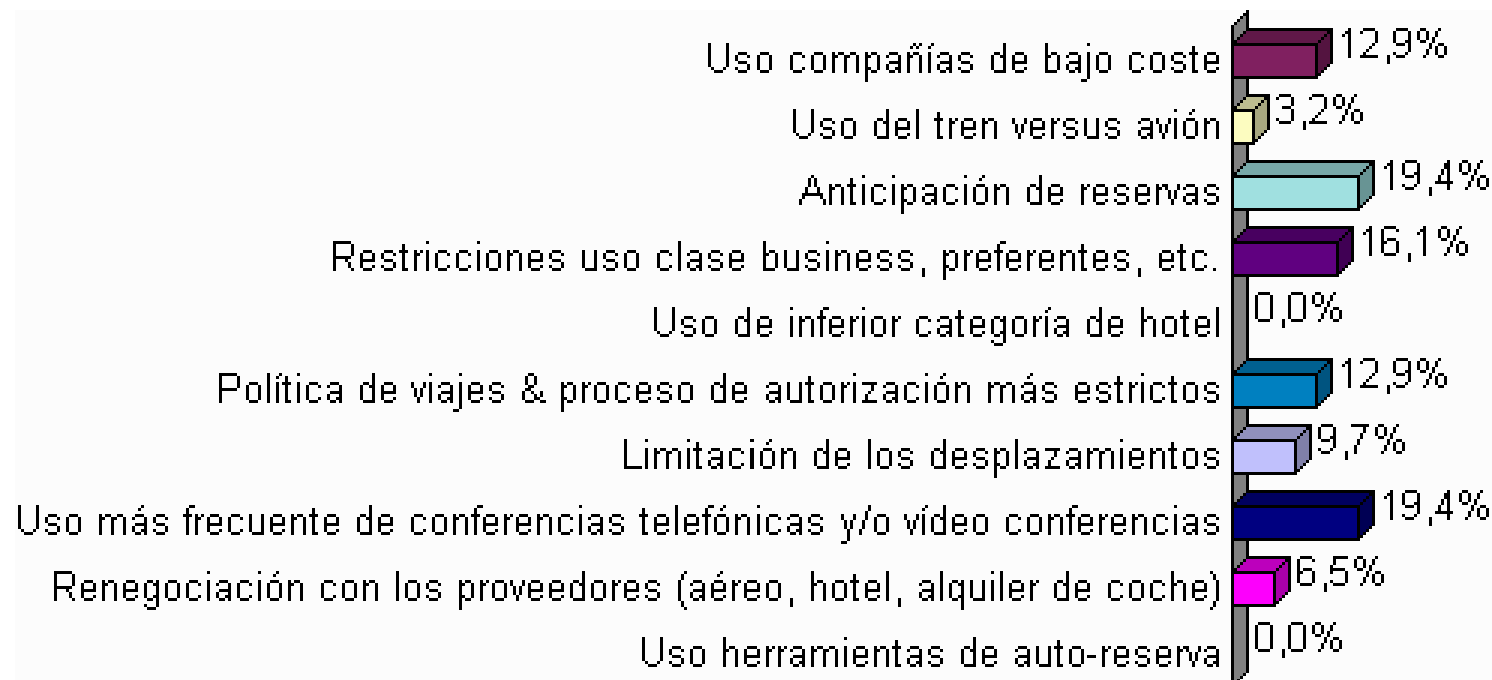 Uso compañías de bajo coste 12,9%
Uso del tren versus avión 3,2%
Anticipación de reservas 19,4%
Restricciones uso clase business, preferentes, etc. 16,1%
Uso de inferior categoría de hotel 0,0%
Política de viajes & proceso de autorización más estrictos 12,9%
Limitación de los desplazamientos 9,7%
Uso más frecuente de conferencias telefónicas y/o vídeo conferencias 19,4%
Renegociación con los proveedores (aéreo, hotel, alquiler de coche) 6,5%
Uso herramientas de auto-reserva 0,0%